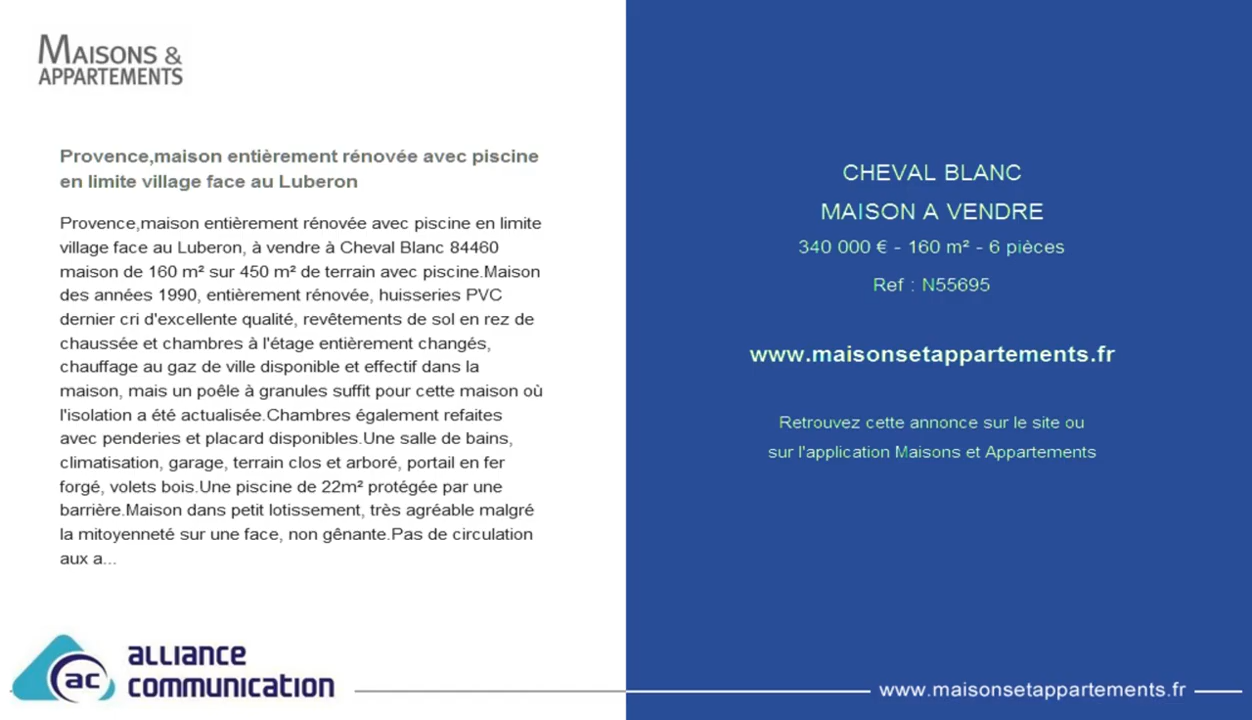 MAISONS &
APPARTEMENTS
Provence,maison entièrement rénovée avec piscine
en limite village face au Luberon
Provence,maison entièrement rénovée avec piscine en limite
village face au Luberon, à vendre à Cheval Blanc 84460
maison de 160 m² sur 450 m² de terrain avec piscine.Maison
des années 1990, entièrement rénovée, huisseries PVC
dernier cri d'excellente qualité, revêtements de sol en rez de
chaussée et chambres à l'étage entièrement changés,
chauffage au gaz de ville disponible et effectif dans la
maison, mais un poêle à granules suffit pour cette maison où
l'isolation a été actualisée.Chambres également refaites
avec penderies et placard disponibles.Une salle de bains,
climatisation, garage, terrain clos et arboré, portail en fer
forgé, volets bois.Une piscine de 22m² protégée par une
barrière.Maison dans petit lotissement, très agréable malgré
la mitoyenneté sur une face, non gênante.Pas de circulation
aux a...
ac
alliance
communication
CHEVAL BLANC
MAISON A VENDRE
340 000 € - 160 m² - 6 pièces
Ref : N55695
www.maisonsetappartements.fr
Retrouvez cette annonce sur le site ou
sur l'application Maisons et Appartements
www.maisonsetappartements.fr